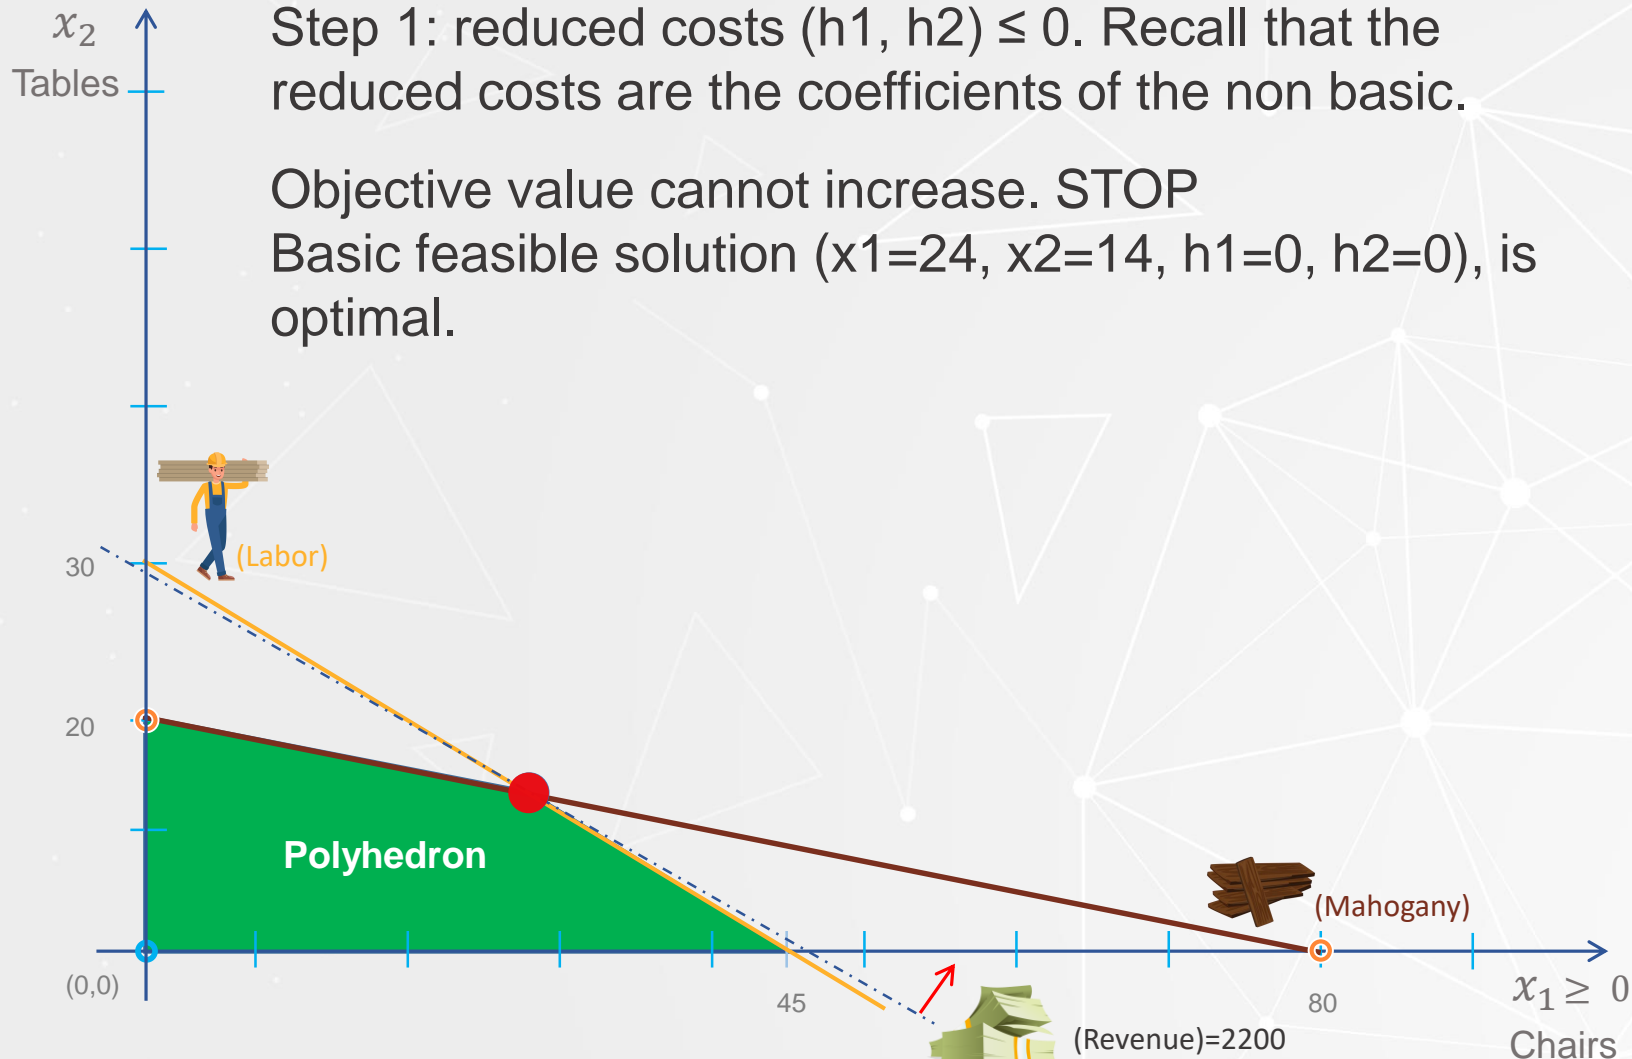 x₂
Tables
Step 1: reduced costs (h1, h2) ≤ 0. Recall that the
reduced costs are the coefficients of the non basic.
Objective value cannot increase. STOP
Basic feasible solution (x1=24, x2=14, h1=0, h2=0), is
optimal.
30
(Labor)
20
Polyhedron
(Mahogany)
(0,0)
45
80
x₁ ≥ 0
Chairs
(Revenue)=2200